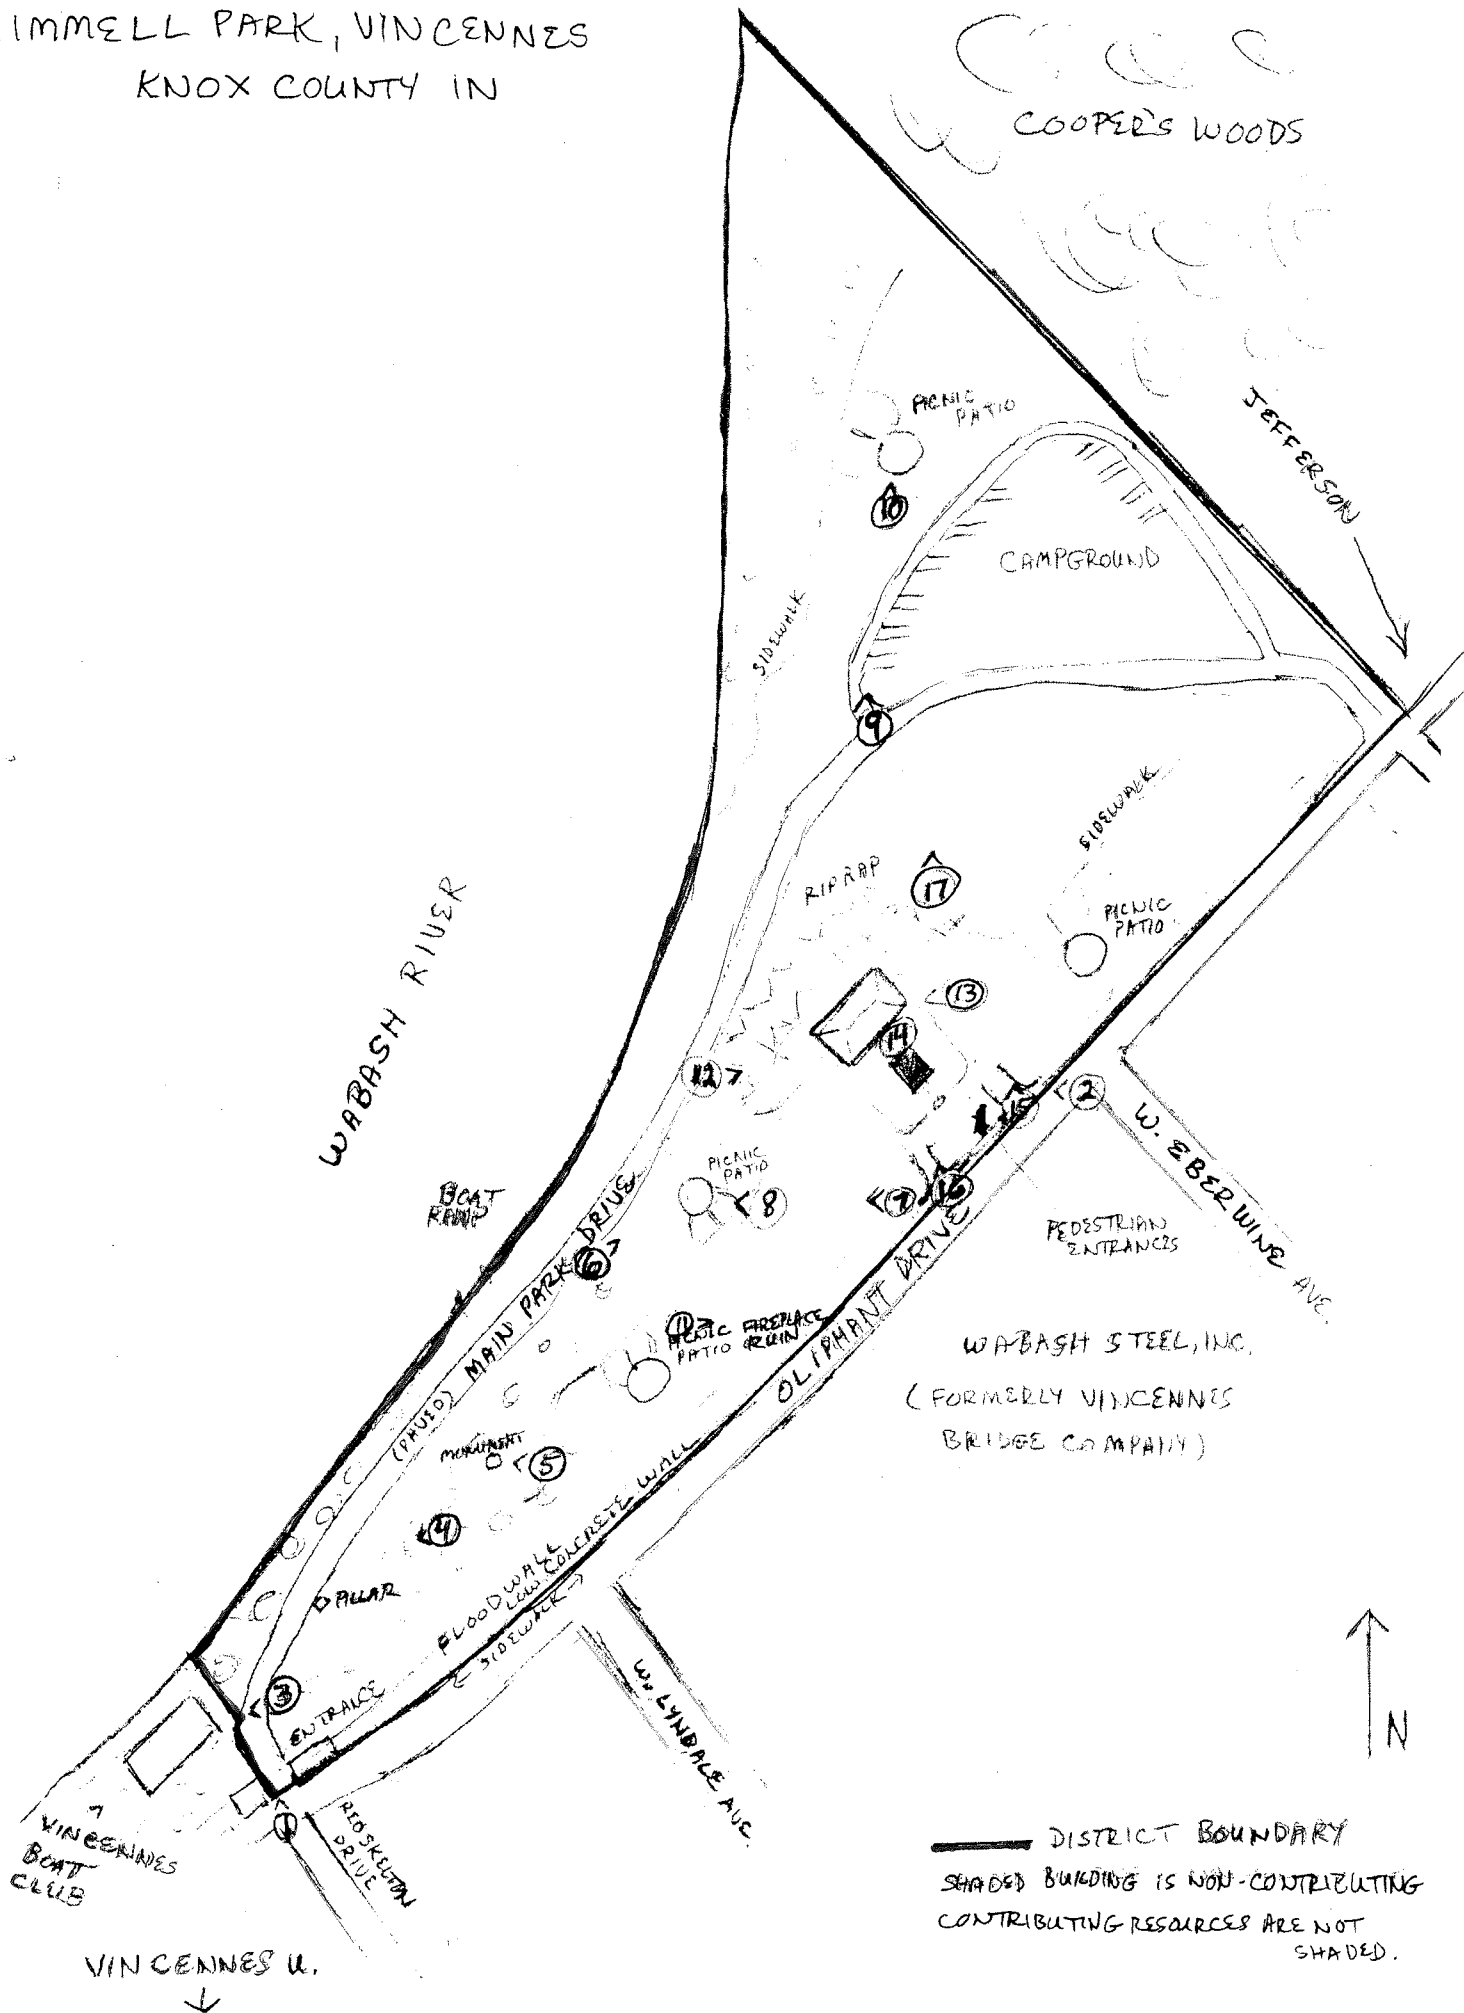 IMMELL PARK, VINCENNES
KNOX COUNTY IN
COOPER'S WOODS
JEFFERSON
PICNIC
PATIO
10
CAMPGROUND
SIDEWALK
9
SIDEWALK
RIPRAP
17
PICNIC
PATIO
13
14
WABASH RIVER
12
15
2
W. EBERWINE AVE.
PICNIC
PATIO
8
7
16
BOAT
RAMP
PEDESTRIAN
ENTRANCES
6
(PAVED) MAIN PARK DRIVE
11
PICNIC FIREPLACE
PATIO RUIN
OLIPHANT DRIVE
WABASH STEEL, INC.
(FORMERLY VINCENNES
BRIDGE COMPANY)
MONUMENT
5
4
FLOODWALL
LOW CONCRETE WALL
SIDEWALK
PILLAR
W. LYNDALE AVE.
3
ENTRANCE
1
RED SKELTON
DRIVE
N
VINCENNES
BOAT
CLUB
VINCENNES U.
DISTRICT BOUNDARY
SHADED BUILDING IS NON-CONTRIBUTING
CONTRIBUTING RESOURCES ARE NOT
SHADED.